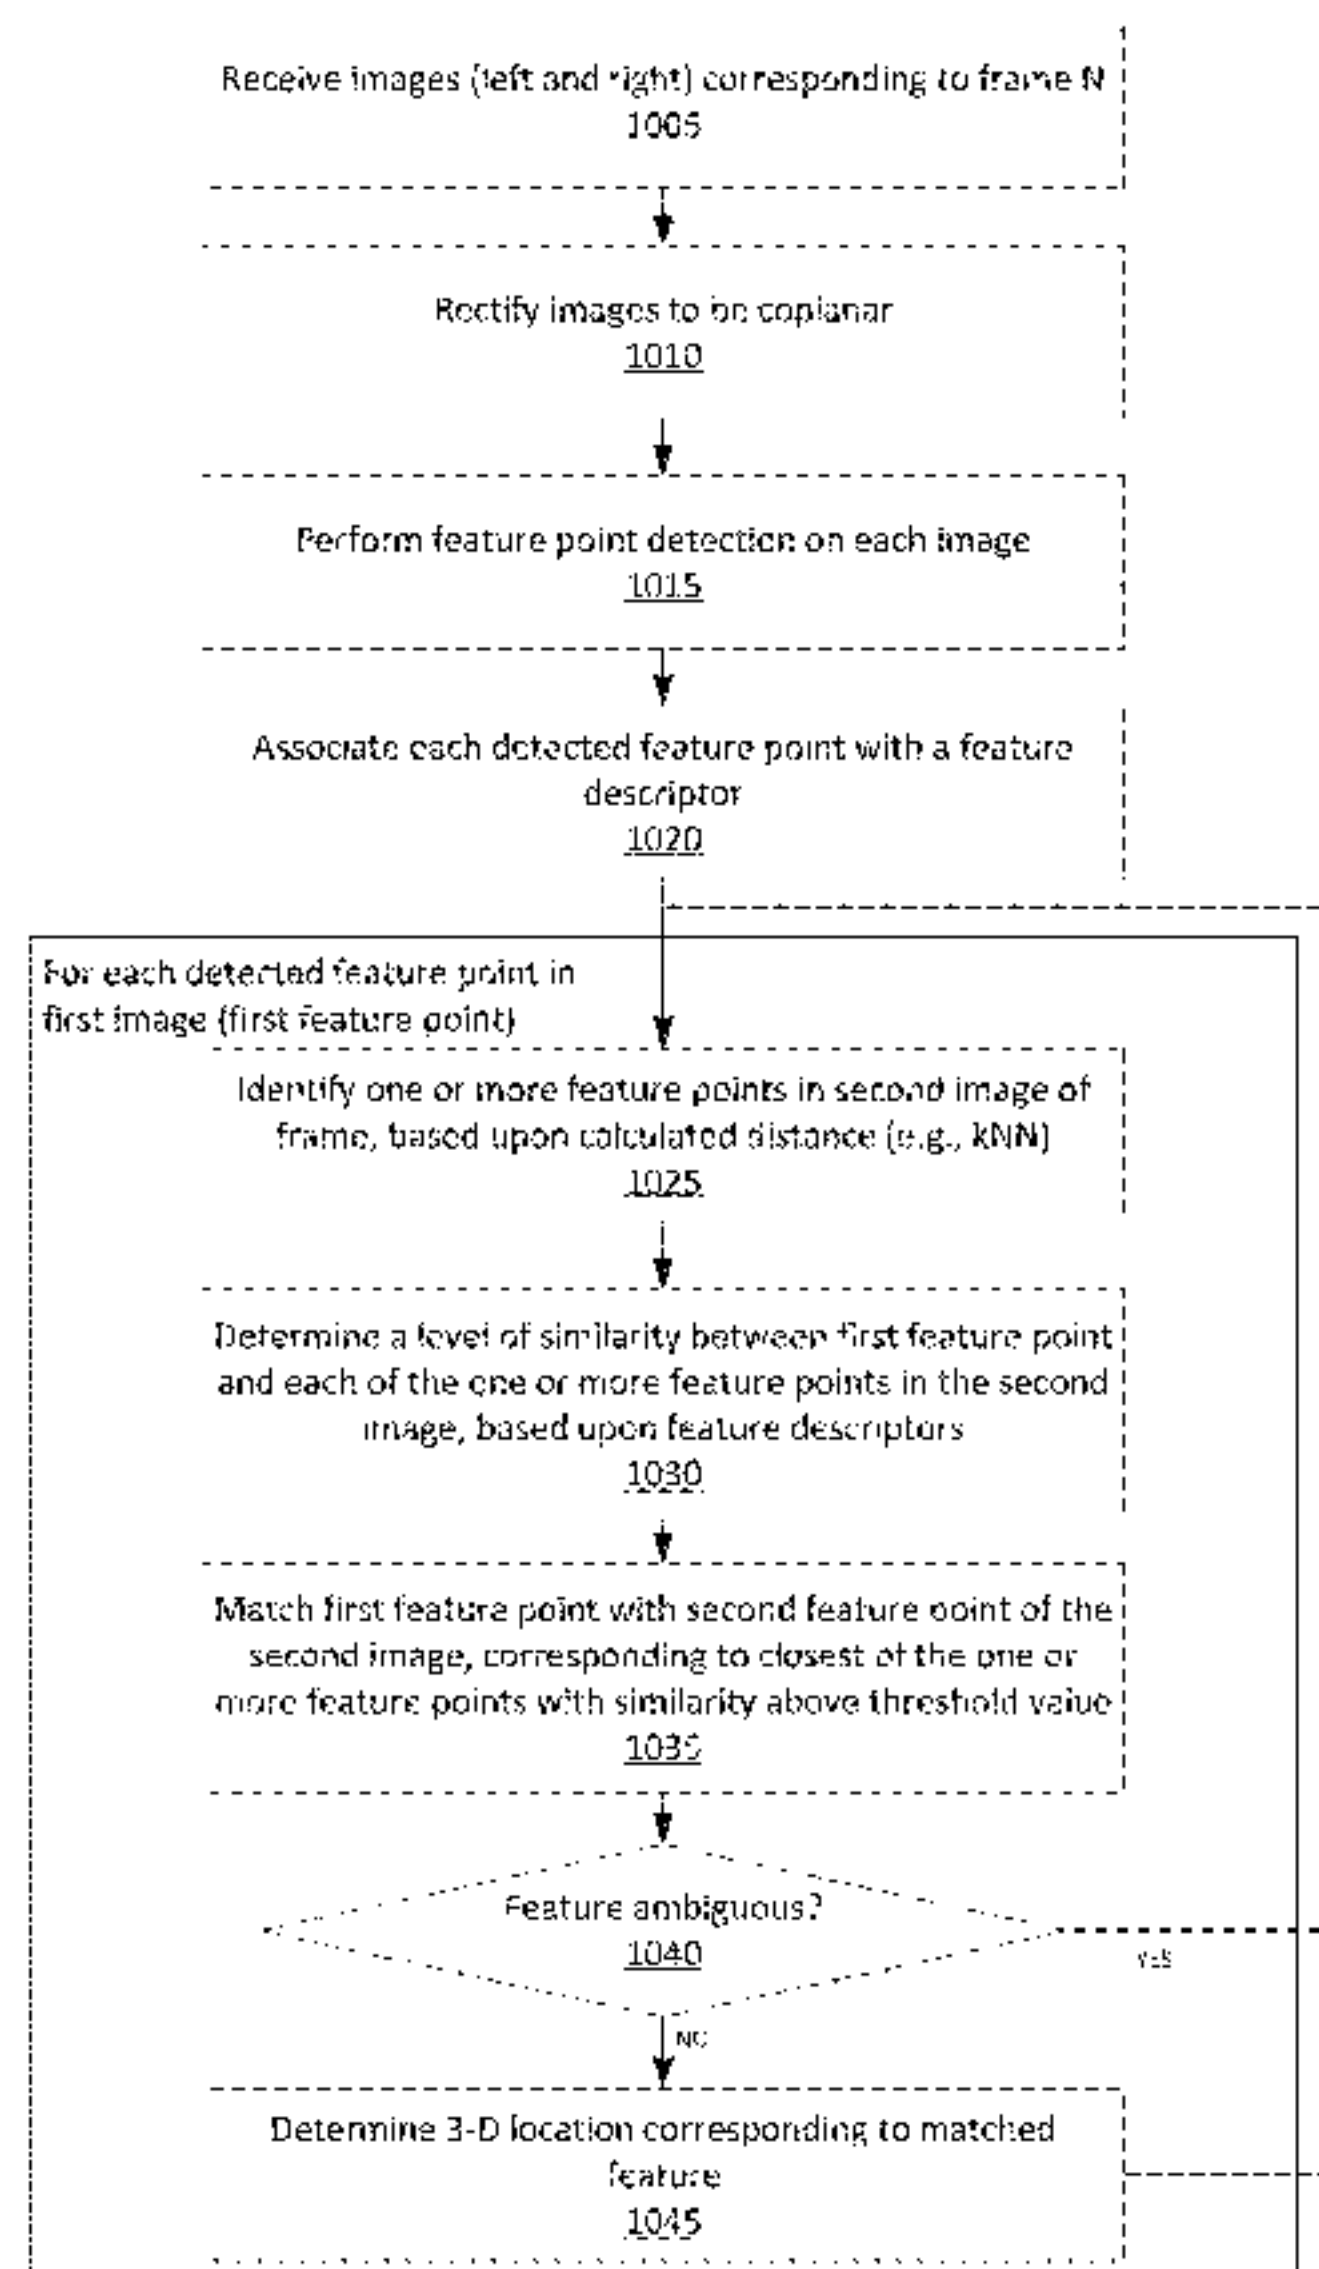 Receive images (left and right) corresponding to frame N
1005
Rectify images to be coplanar
1010
Perform feature point detection on each image
1015
Associate each detected feature point with a feature
descriptor
1020
For each detected feature point in
first image (first feature point)
Identify one or more feature points in second image of
frame, based upon calculated distance (e.g., kNN)
1025
Determine a level of similarity between first feature point
and each of the one or more feature points in the second
image, based upon feature descriptors
1030
Match first feature point with second feature point of the
second image, corresponding to closest of the one or
more feature points with similarity above threshold value
1035
Feature ambiguous?
1040
YES
NO
Determine 3-D location corresponding to matched
feature
1045